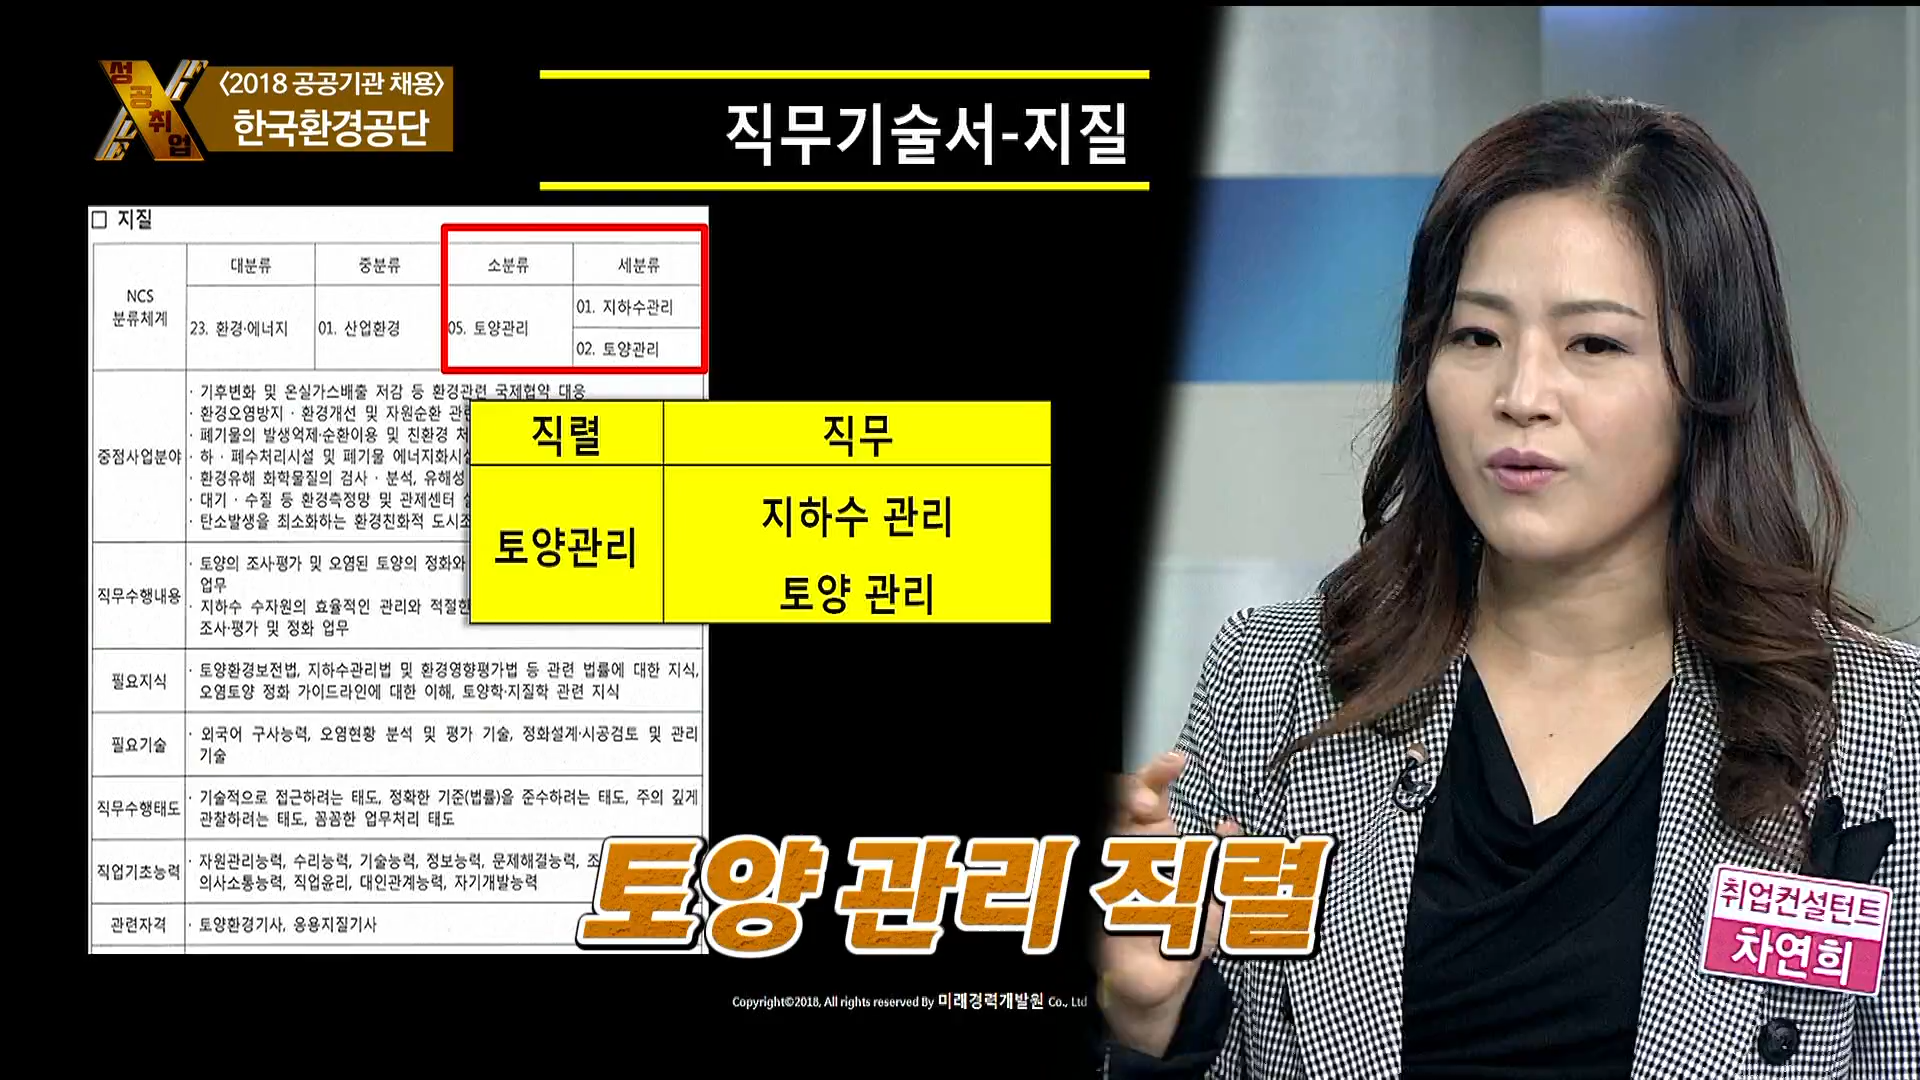 성공취업
〈2018 공공기관 채용〉
한국환경공단
직무기술서-지질
□ 지질
NCS
분류체계
대분류 중분류 소분류 세분류
23. 환경·에너지 01. 산업환경 05. 토양관리
01. 지하수관리
02. 토양관리
중점사업분야
· 기후변화 및 온실가스배출 저감 등 환경관련 국제협약 대응
· 환경오염방지 · 환경개선 및 자원순환
· 폐기물의 발생억제·순환이용 및 친환경
· 하 · 폐수처리시설 및 폐기물
· 환경유해 화학물질의 검사 · 분석, 유해성
· 대기 · 수질 등 환경측정망 및 관제센터
· 탄소발생을 최소화하는 환경친화적
직무수행내용
· 토양의 조사·평가 및 오염된 토양의 정화와
업무
· 지하수 수자원의 효율적인 관리와 적절한
조사·평가 및 정화 업무
필요지식
· 토양환경보전법, 지하수관리법 및 환경영향평가법 등 관련 법률에 대한 지식,
오염토양 정화 가이드라인에 대한 이해, 토양학·지질학 관련 지식
필요기술
· 외국어 구사능력, 오염현황 분석 및 평가 기술, 정화설계·시공검토 및 관리
기술
직무수행태도
· 기술적으로 접근하려는 태도, 정확한 기준(법률)을 준수하려는 태도, 주의 깊게
관찰하려는 태도, 꼼꼼한 업무처리 태도
직업기초능력
· 자원관리능력, 수리능력, 기술능력, 정보능력, 문제해결능력,
의사소통능력, 직업윤리, 대인관계능력, 자기개발능력
관련자격
· 토양환경기사, 응용지질기사
직렬 직무
토양관리
지하수 관리
토양 관리
토양 관리 직렬
취업컨설턴트
차연희
Copyright©2018, All rights reserved By 미래경력개발원 Co., Ltd